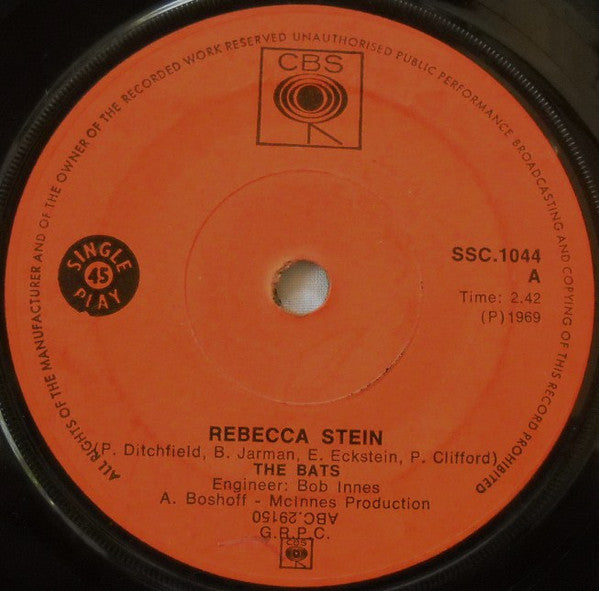 ALL RIGHTS OF THE MANUFACTURER AND OF THE OWNER OF THE RECORDED WORK RESERVED UNAUTHORISED PUBLIC PERFORMANCE BROADCASTING AND COPYING OF THIS RECORD PROHIBITED
CBS
SINGLE
45
PLAY
SSC.1044
A
Time: 2.42
(P) 1969
REBECCA STEIN
(P. Ditchfield, B. Jarman, E. Eckstein, P. Clifford)
THE BATS
Engineer: Bob Innes
A. Boshoff - McInnes Production
ABC.29150
G.R.P.C.
CBS